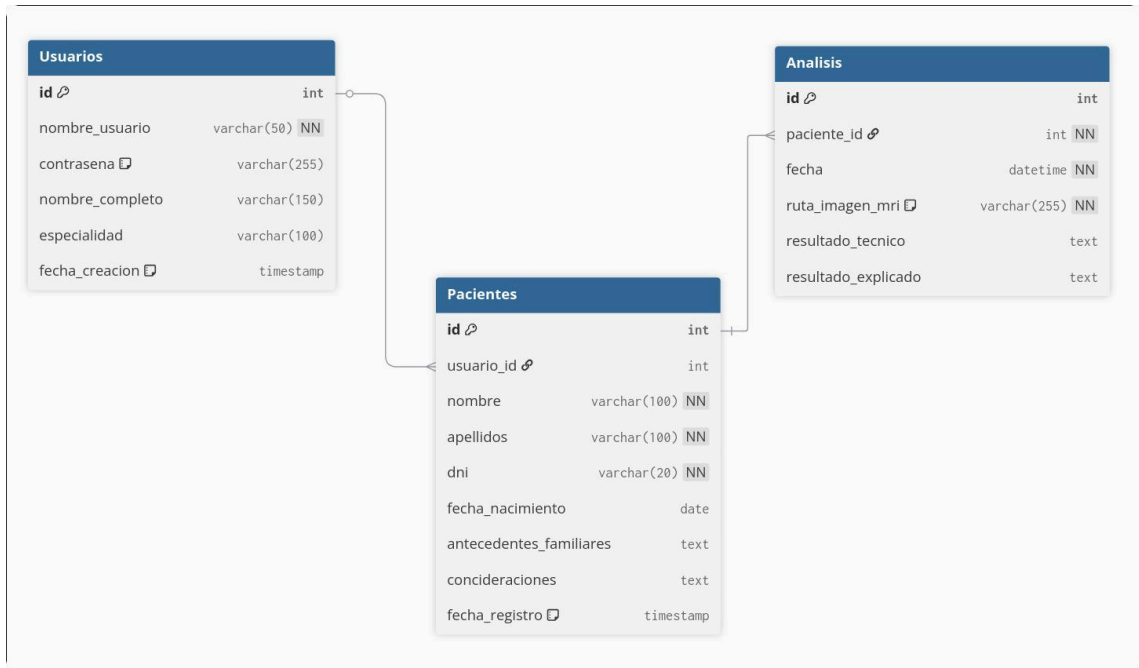 Usuarios
id int
nombre_usuario varchar(50) NN
contrasena varchar(255)
nombre_completo varchar(150)
especialidad varchar(100)
fecha_creacion timestamp
Analisis
id int
paciente_id int NN
fecha datetime NN
ruta_imagen_mri varchar(255) NN
resultado_tecnico text
resultado_explicado text
Pacientes
id int
usuario_id int
nombre varchar(100) NN
apellidos varchar(100) NN
dni varchar(20) NN
fecha_nacimiento date
antecedentes_familiares text
concideraciones text
fecha_registro timestamp